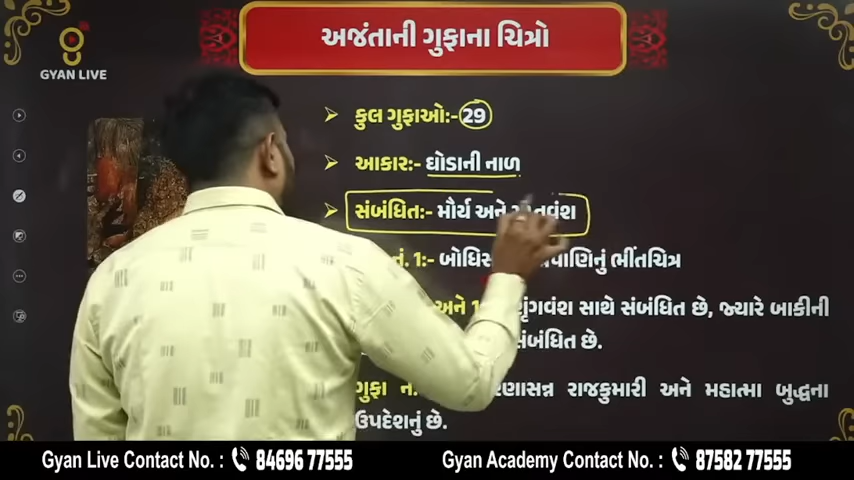 GYAN LIVE
અજંતાની ગુફાના ચિત્રો
કુલ ગુફાઓ:- 29
આકાર:- ઘોડાની નાળ
સંબંધિત:- મૌર્ય અને
નં. 1:- ભીંતચિત્ર
અને શૃંગવંશ સાથે સંબંધિત છે, જ્યારે બાકીની
સંબંધિત છે.
ગુફા નં. રાજકુમારી અને મહાત્મા બુદ્ધના
ઉપદેશનું છે.
Gyan Live Contact No. : 84696 77555 Gyan Academy Contact No. : 87582 77555